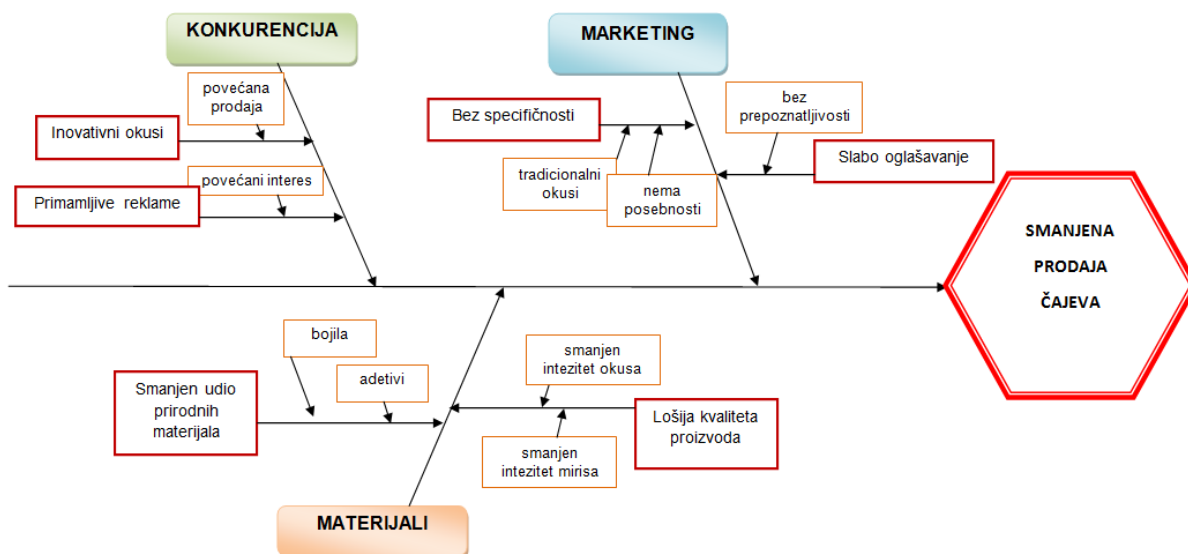 KONKURENCIJA
povećana
prodaja
Inovativni okusi
povećani interes
Primamljive reklame
MARKETING
Bez specifičnosti
tradicionalni
okusi
nema
posebnosti
bez
prepoznatljivosti
Slabo oglašavanje
SMANJENA
PRODAJA
ČAJEVA
bojila
adetivi
Smanjen udio
prirodnih
materijala
smanjen
intezitet okusa
smanjen
intezitet mirisa
Lošija kvaliteta
proizvoda
MATERIJALI